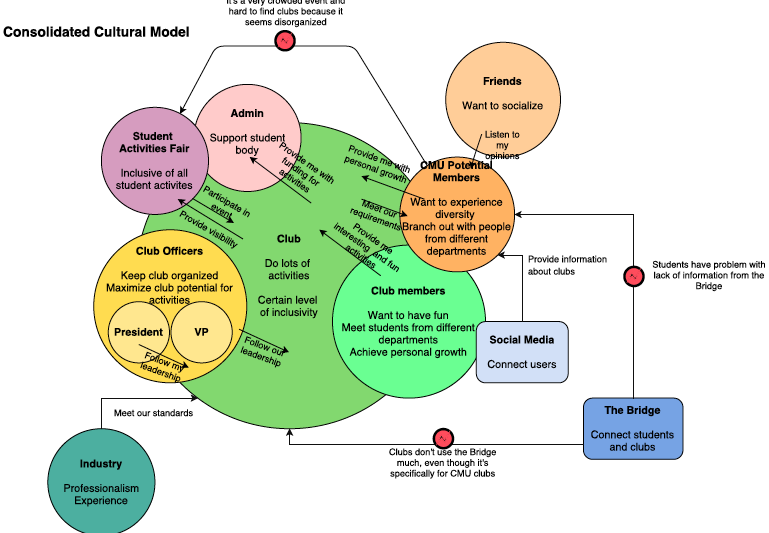 It's a very crowded event and
hard to find clubs because it
seems disorganized
Consolidated Cultural Model
Friends
Want to socialize
Listen to
my
opinions
Admin
Support student
body
Student
Activities Fair
Inclusive of all
student activites
Provide me with
funding for
activities
Provide me with
personal growth
CMU Potential
Members
Want to experience
diversity
Branch out with people
from different
departments
Meet our
requirements
Participate in
event
Provide visibility
Provide me
interesting and fun
activities
Club
Do lots of
activities
Certain level
of inclusivity
Club Officers
Keep club organized
Maximize club potential for
activities
President
VP
Follow my
leadership
Follow our
leadership
Club members
Want to have fun
Meet students from different
departments
Achieve personal growth
Provide information
about clubs
Students have problem with
lack of information from the
Bridge
Social Media
Connect users
The Bridge
Connect students
and clubs
Meet our standards
Clubs don't use the Bridge
much, even though it's
specifically for CMU clubs
Industry
Professionalism
Experience